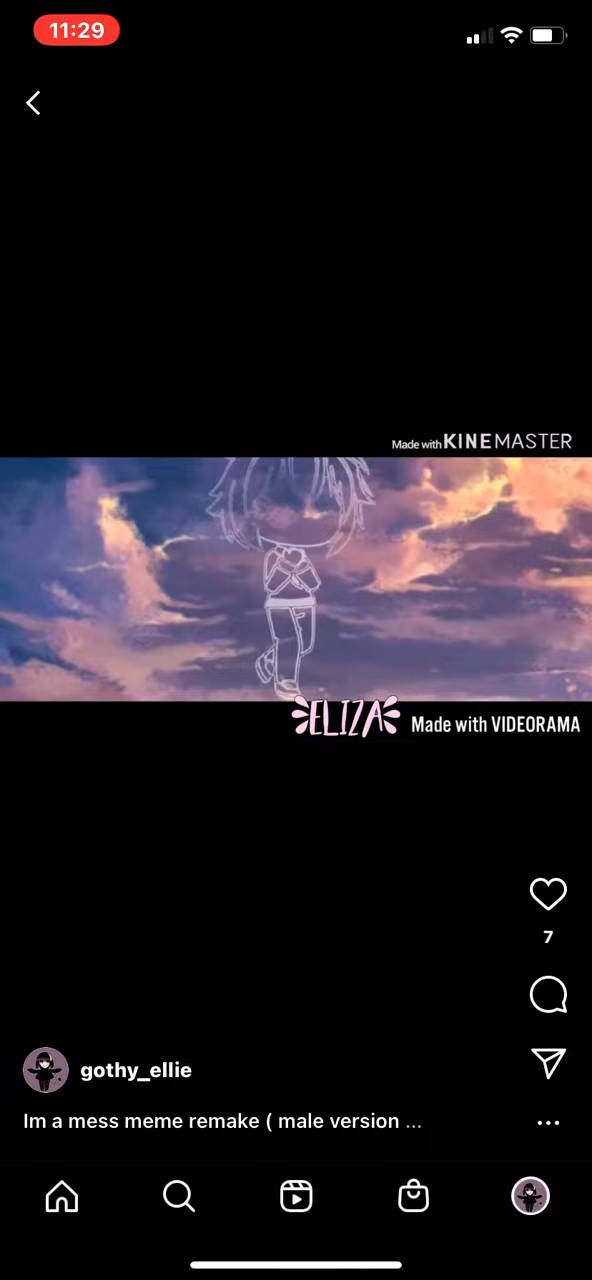 11:29
Made with KINEMASTER
ELIZA
Made with VIDEORAMA
7
gothy_ellie
Im a mess meme remake ( male version ...